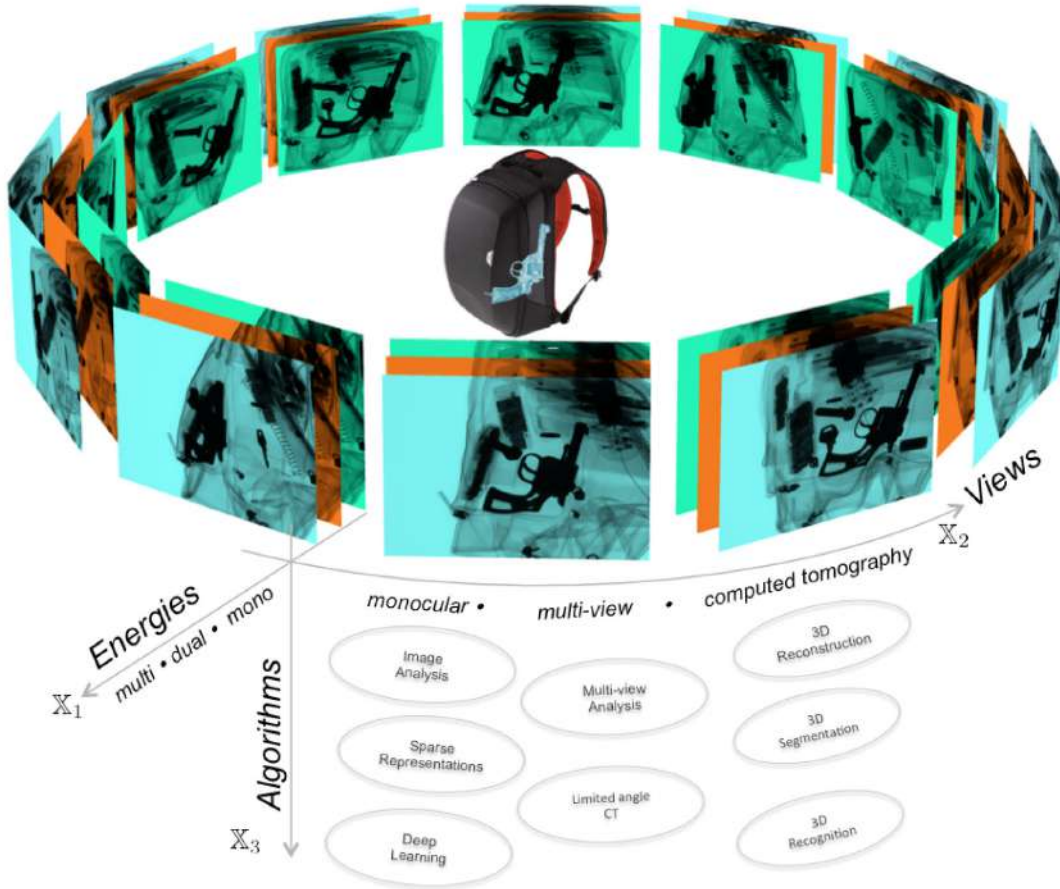 Views
𝕏₂
Energies
multi • dual • mono
𝕏₁
Algorithms
𝕏₃
monocular • multi-view • computed tomography
Image
Analysis
Sparse
Representations
Deep
Learning
Multi-view
Analysis
Limited angle
CT
3D
Reconstruction
3D
Segmentation
3D
Recognition